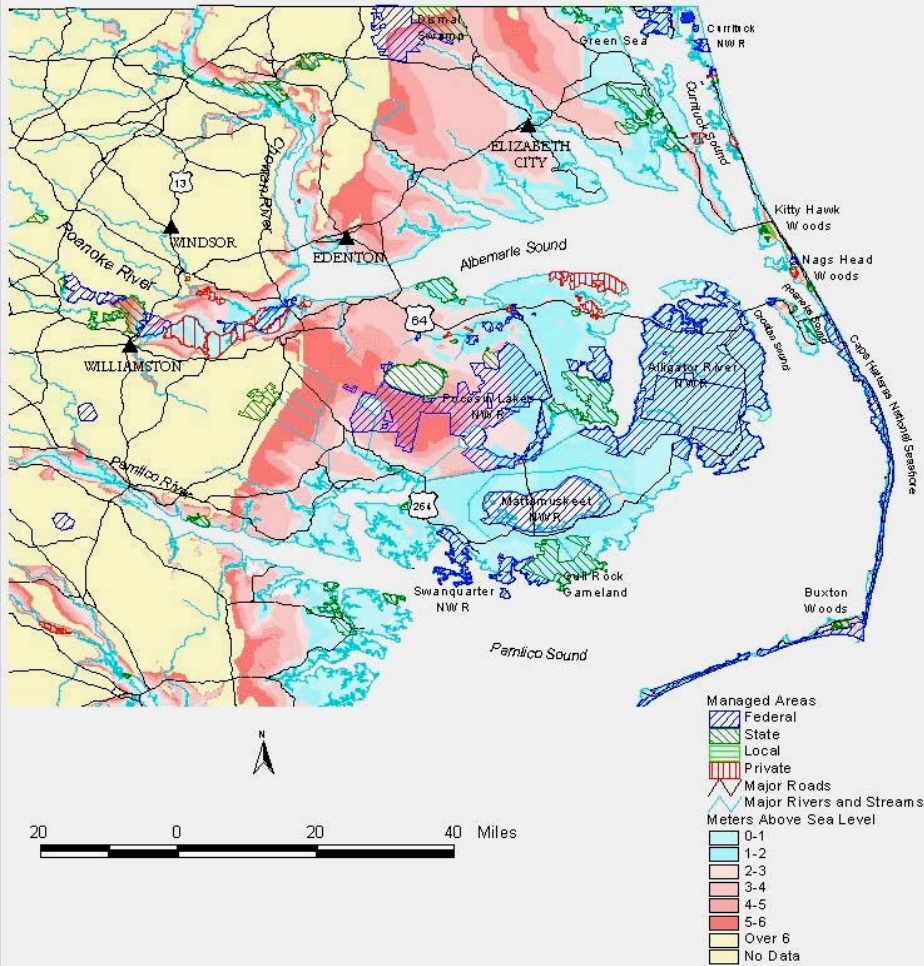 Dismal
Swamp
Green Sea
Currituck
NWR
Currituck Sound
ELIZABETH
CITY
Chowan River
13
Kitty Hawk
Woods
WINDSOR
EDENTON
Roanoke River
Albemarle Sound
Nags Head
Woods
Roanoke Sound
Croatan Sound
64
WILLIAMSTON
Alligator River
NWR
Cape Hatteras National Seashore
Pocosin Lakes
NWR
Pamlico River
264
Mattamuskeet
NWR
Swanquarter
NWR
Gull Rock
Gameland
Buxton
Woods
Pamlico Sound
N
20 0 20 40 Miles
Managed Areas
Federal
State
Local
Private
Major Roads
Major Rivers and Streams
Meters Above Sea Level
0-1
1-2
2-3
3-4
4-5
5-6
Over 6
No Data